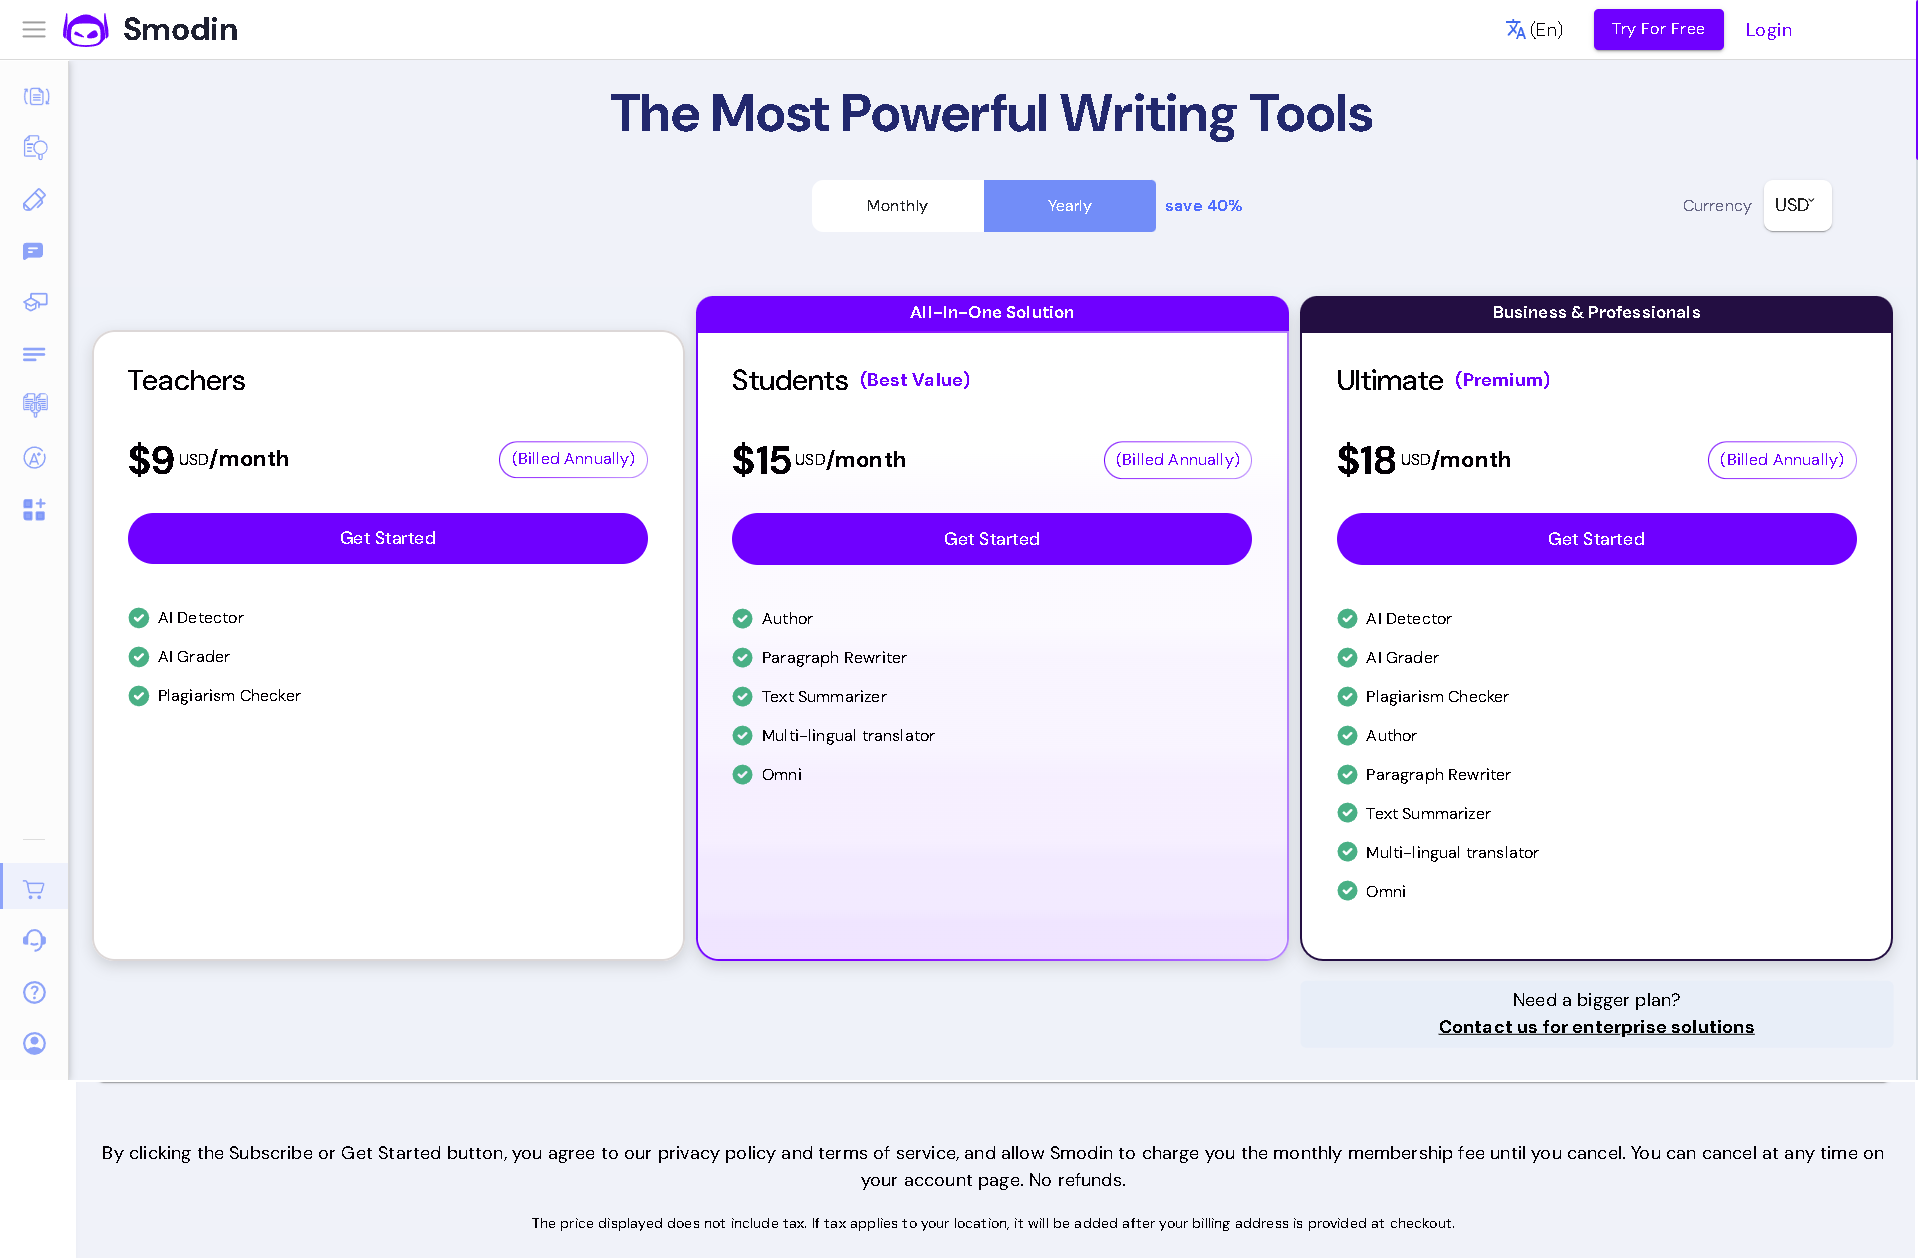 Smodin
(En)
Try For Free
Login
The Most Powerful Writing Tools
Monthly
Yearly
save 40%
Currency
USD
Teachers
$9 USD/month
(Billed Annually)
Get Started
AI Detector
AI Grader
Plagiarism Checker
All-In-One Solution
Students (Best Value)
$15 USD/month
(Billed Annually)
Get Started
Author
Paragraph Rewriter
Text Summarizer
Multi-lingual translator
Omni
Business & Professionals
Ultimate (Premium)
$18 USD/month
(Billed Annually)
Get Started
AI Detector
AI Grader
Plagiarism Checker
Author
Paragraph Rewriter
Text Summarizer
Multi-lingual translator
Omni
Need a bigger plan?
Contact us for enterprise solutions
By clicking the Subscribe or Get Started button, you agree to our privacy policy and terms of service, and allow Smodin to charge you the monthly membership fee until you cancel. You can cancel at any time on
your account page. No refunds.
The price displayed does not include tax. If tax applies to your location, it will be added after your billing address is provided at checkout.